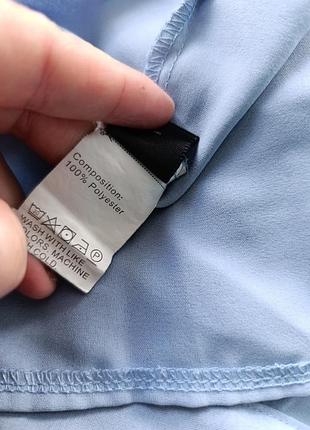 Composition:
100% Polyester
P
WASH WITH LIKE
COLORS, MACHINE
COLD